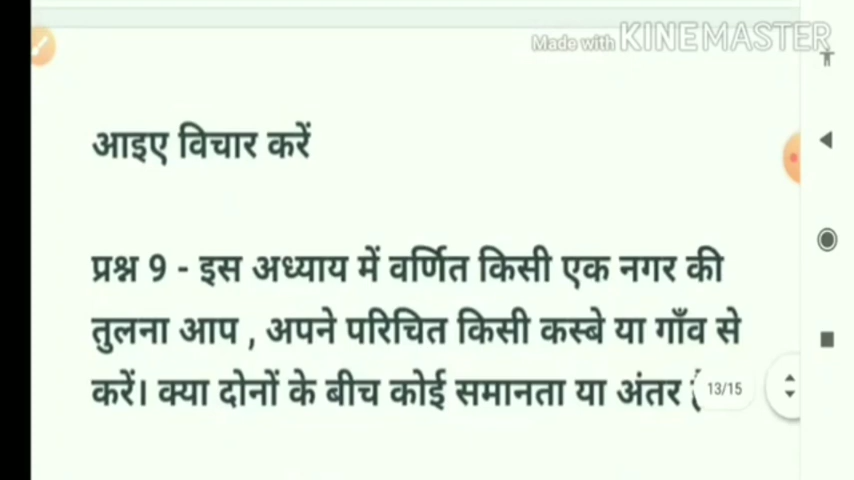 Made with KINEMASTER
आइए विचार करें
प्रश्न 9 - इस अध्याय में वर्णित किसी एक नगर की
तुलना आप , अपने परिचित किसी कस्बे या गाँव से
करें। क्या दोनों के बीच कोई समानता या अंतर
13/15